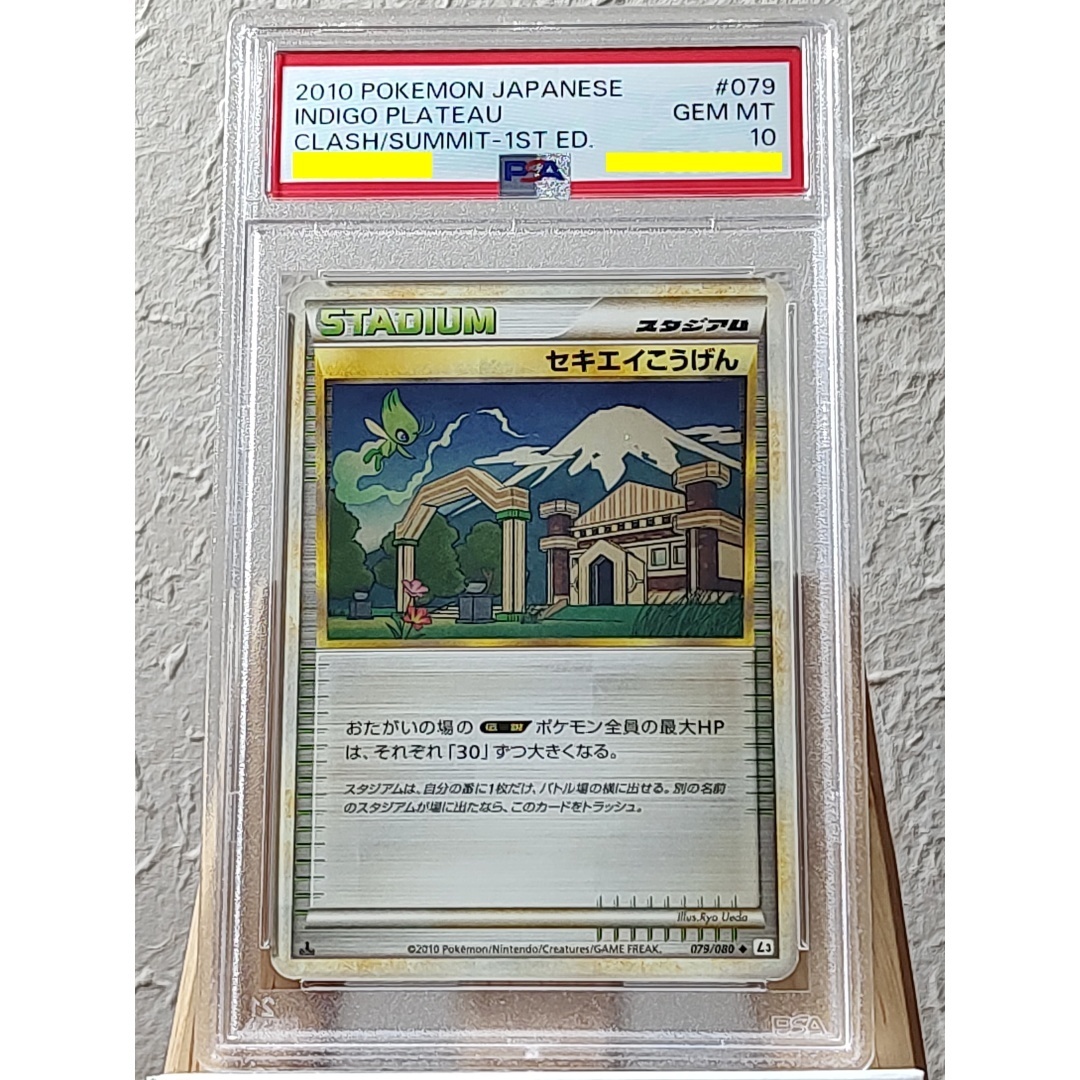 2010 POKEMON JAPANESE #079
INDIGO PLATEAU GEM MT
CLASH/SUMMIT-1ST ED. 10
PSA
STADIUM スタジアム
セキエイこうげん
おたがいの場の 伝説 ポケモン全員の最大HP
は、それぞれ「30」ずつ大きくなる。
スタジアムは、自分の番に1枚だけ、バトル場の横に出せる。別の名前
のスタジアムが場に出たなら、このカードをトラッシュ。
Illus.Ryo Ueda
©2010 Pokémon/Nintendo/Creatures/GAME FREAK. 079/080 ◆ L3
PSA